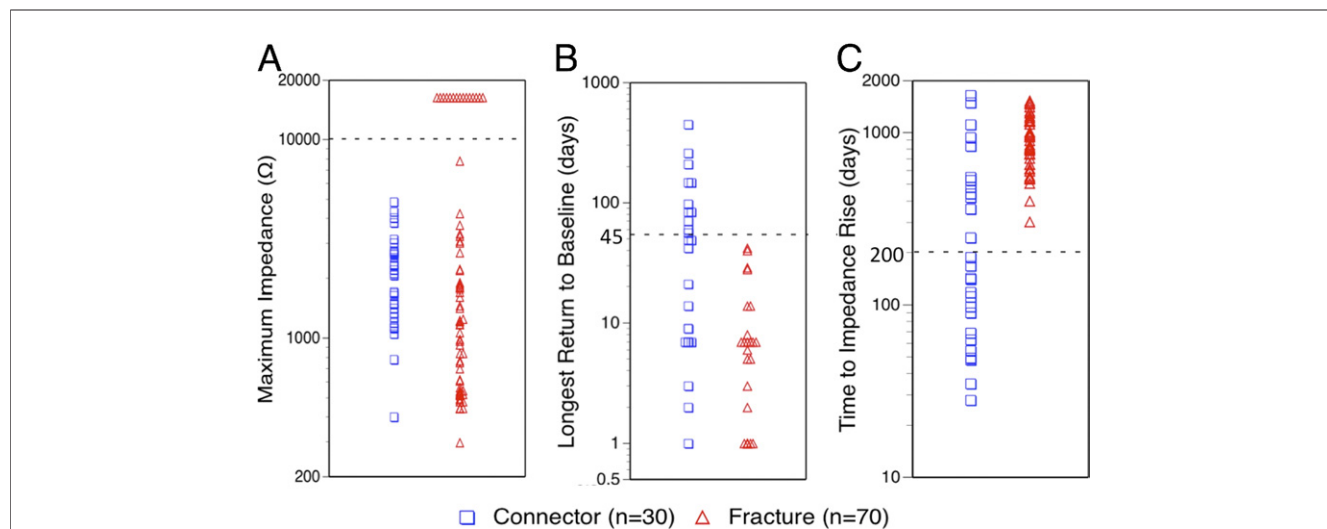 A
B
C
Maximum Impedance (Ω)
20000
10000
1000
200
Longest Return to Baseline (days)
1000
100
45
10
1
0.5
Time to Impedance Rise (days)
2000
1000
200
100
10
Connector (n=30) Fracture (n=70)